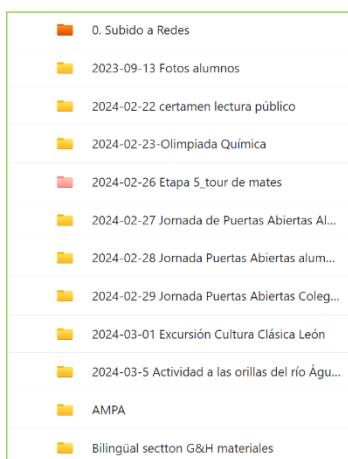 0. Subido a Redes
2023-09-13 Fotos alumnos
2024-02-22 certamen lectura público
2024-02-23-Olimpiada Química
2024-02-26 Etapa 5_tour de mates
2024-02-27 Jornada de Puertas Abiertas Al...
2024-02-28 Jornada Puertas Abiertas alum...
2024-02-29 Jornada Puertas Abiertas Coleg...
2024-03-01 Excursión Cultura Clásica León
2024-03-5 Actividad a las orillas del río Águ...
AMPA
Bilingüal sectton G&H materiales